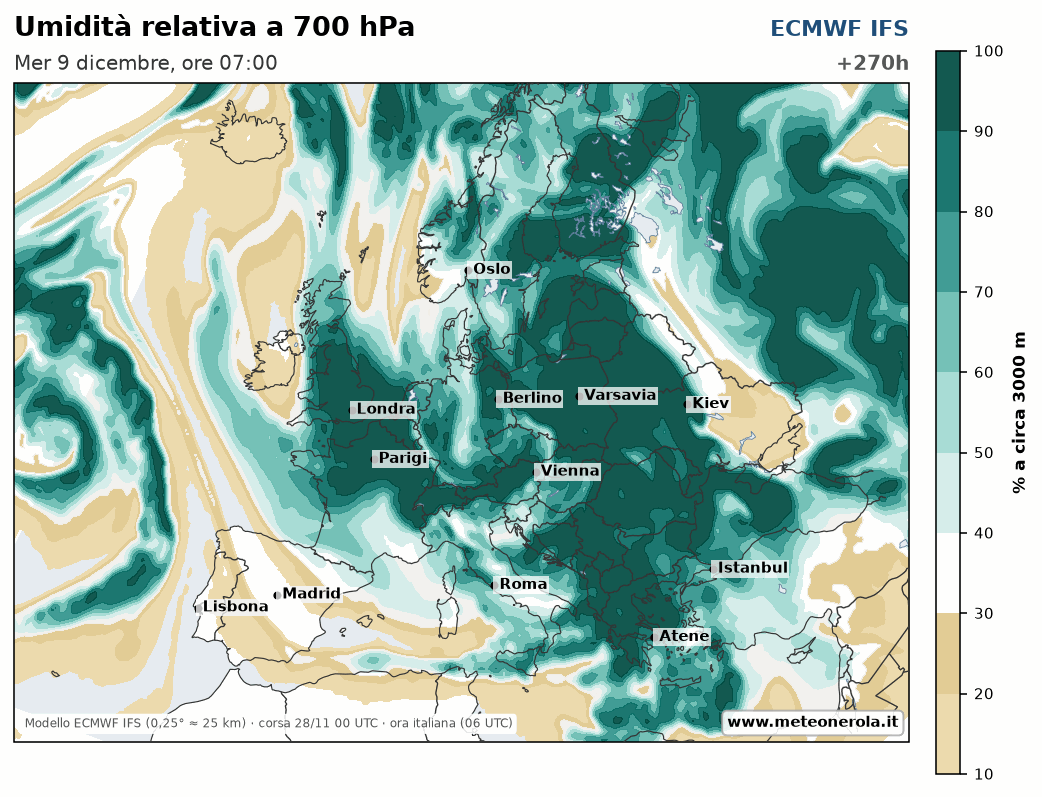 Umidità relativa a 700 hPa
ECMWF IFS
Mer 9 dicembre, ore 07:00
+270h
100
90
80
70
60
50
40
30
20
10
% a circa 3000 m
Oslo
Berlino
Varsavia
Kiev
Londra
Parigi
Vienna
Istanbul
Roma
Madrid
Lisbona
Atene
Modello ECMWF IFS (0,25° ≈ 25 km) · corsa 28/11 00 UTC · ora italiana (06 UTC)
www.meteonerola.it